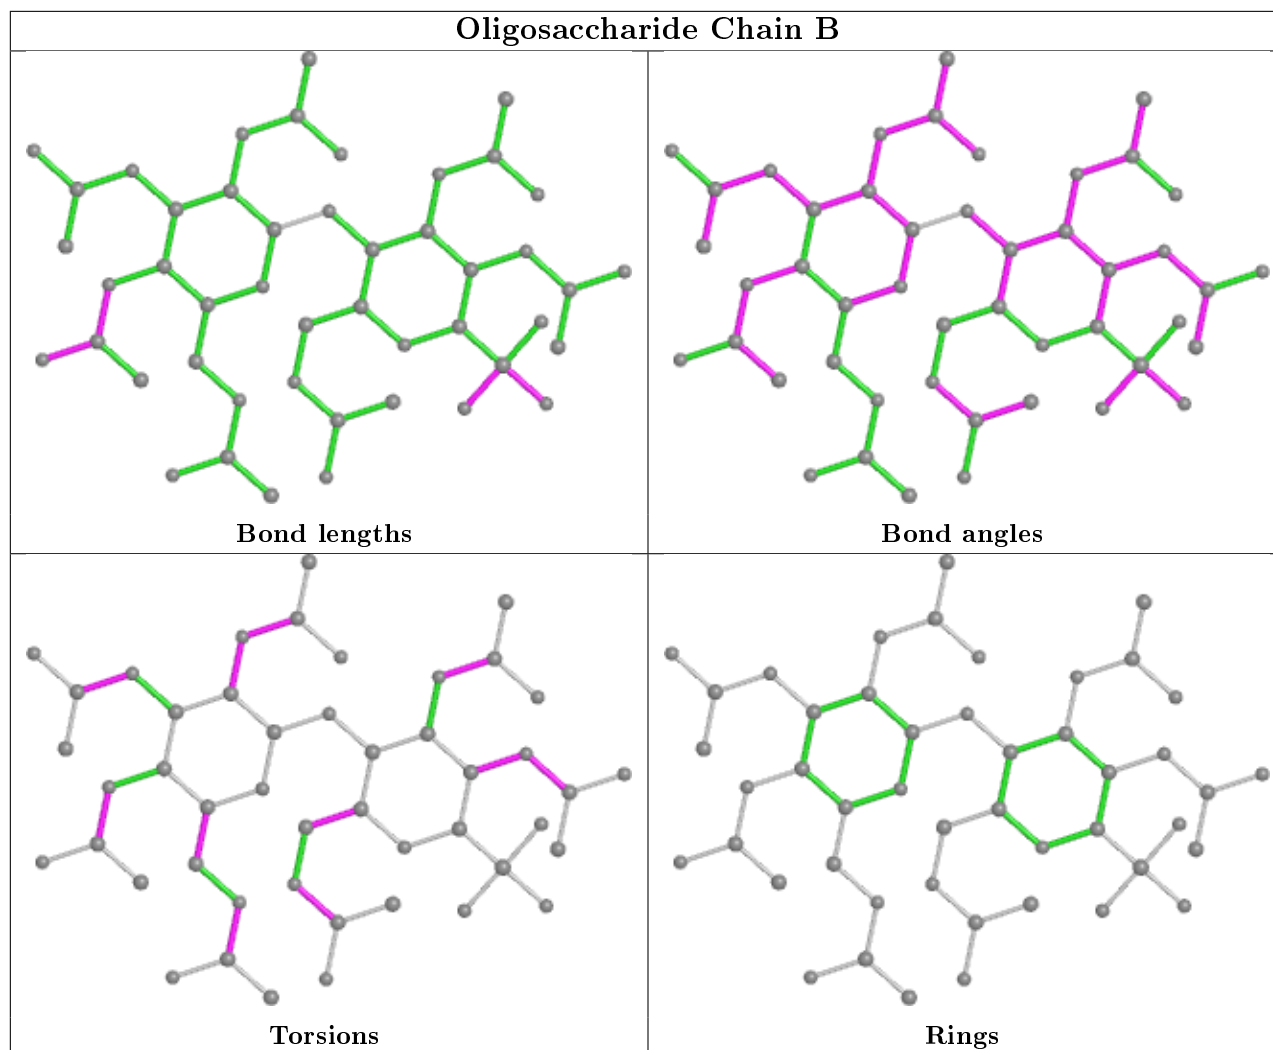 Oligosaccharide Chain B
Bond lengths
Bond angles
Torsions
Rings